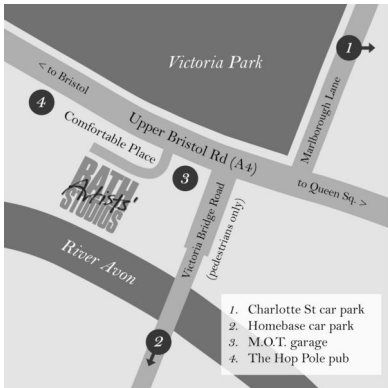 Victoria Park
1
< to Bristol
4
Marlborough Lane
Upper Bristol Rd (A4)
Comfortable Place
3
to Queen Sq. >
BATH
Artists'
STUDIOS
Victoria Bridge Road
(pedestrians only)
River Avon
2
1. Charlotte St car park
2. Homebase car park
3. M.O.T. garage
4. The Hop Pole pub